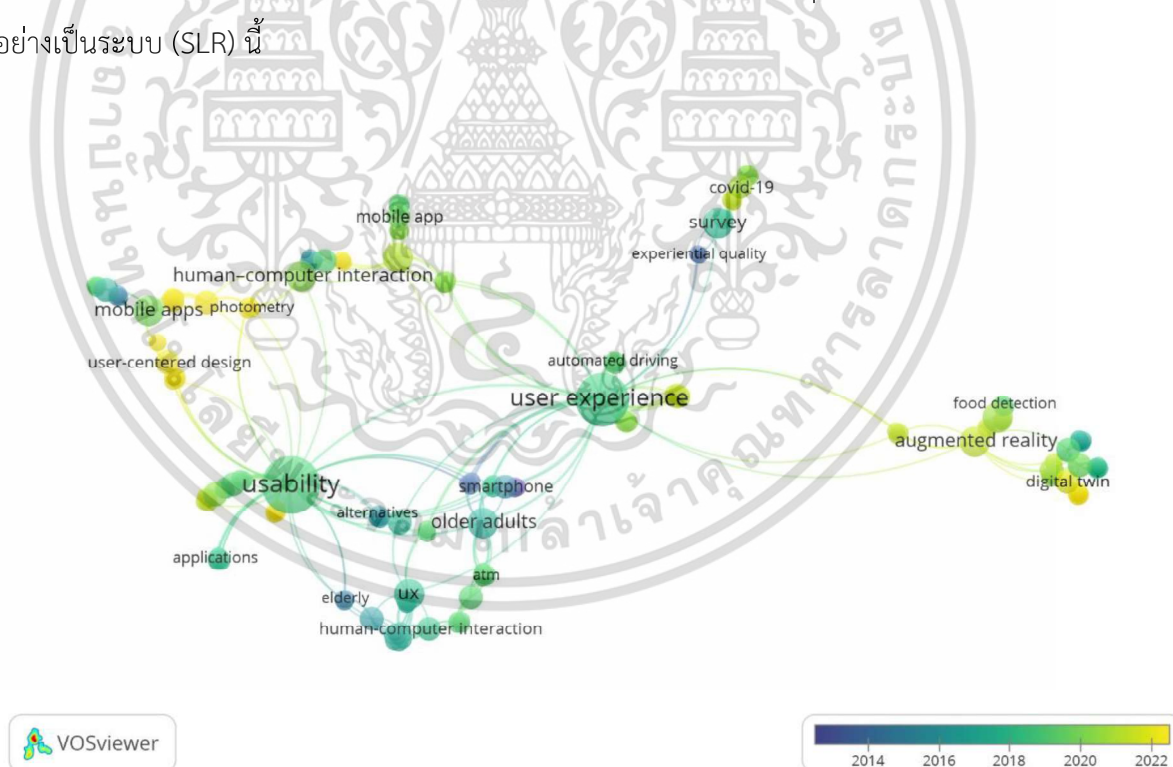 อย่างเป็นระบบ (SLR) นี้
covid-19
mobile app
survey
experiential quality
human–computer interaction
mobile apps
photometry
user-centered design
automated driving
user experience
food detection
augmented reality
digital twin
usability
smartphone
alternatives
older adults
applications
atm
elderly
ux
human-computer interaction
VOSviewer
2014 2016 2018 2020 2022